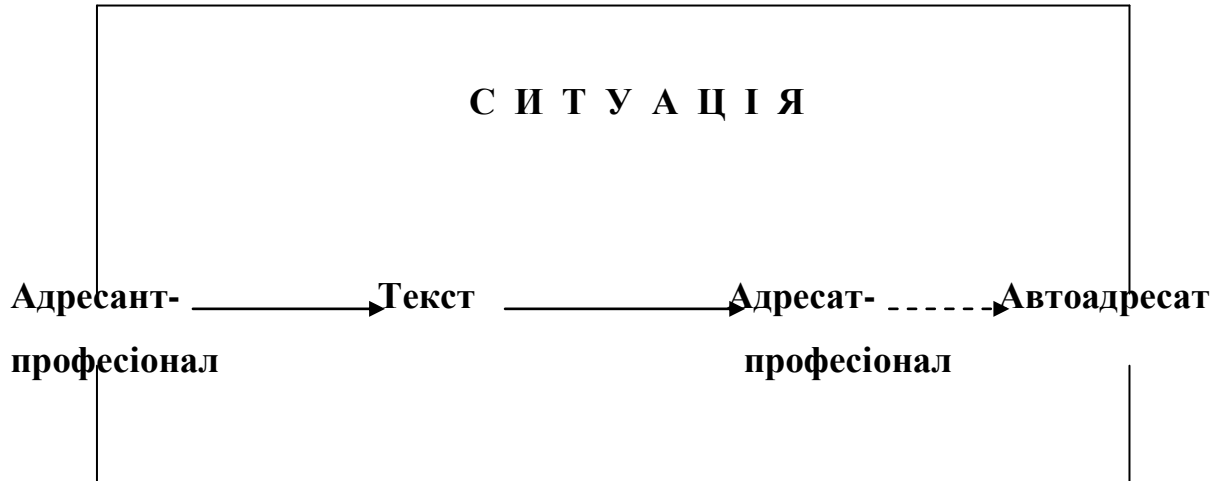 С И Т У А Ц І Я
Адресант- Текст Адресат- Автоадресат
професіонал професіонал